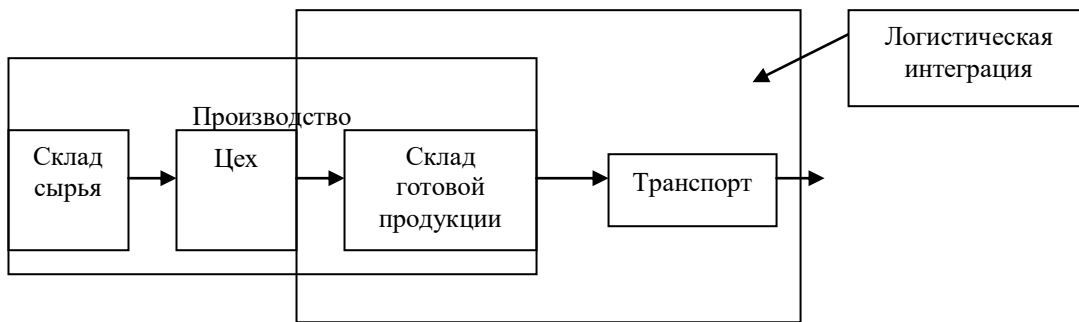 Логистическая
интеграция
Производство
Склад
сырья
Цех
Склад
готовой
продукции
Транспорт